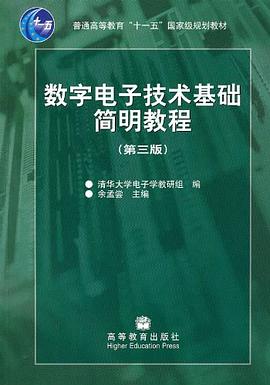 十一五
普通高等教育“十一五”国家级规划教材
数字电子技术基础
简明教程
(第三版)
清华大学电子学教研组 编
余孟尝 主编
高等教育出版社
Higher Education Press